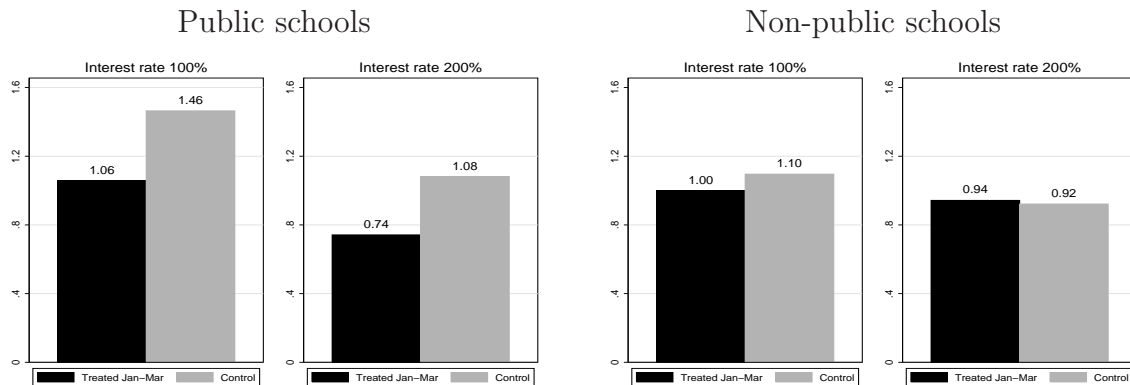 Public schools
Non-public schools
Interest rate 100%
Interest rate 200%
Interest rate 100%
Interest rate 200%
1.6
1.2
.8
.4
0
1.06
1.46
1.6
1.2
.8
.4
0
0.74
1.08
1.6
1.2
.8
.4
0
1.00
1.10
1.6
1.2
.8
.4
0
0.94
0.92
Treated Jan−Mar Control
Treated Jan−Mar Control
Treated Jan−Mar Control
Treated Jan−Mar Control